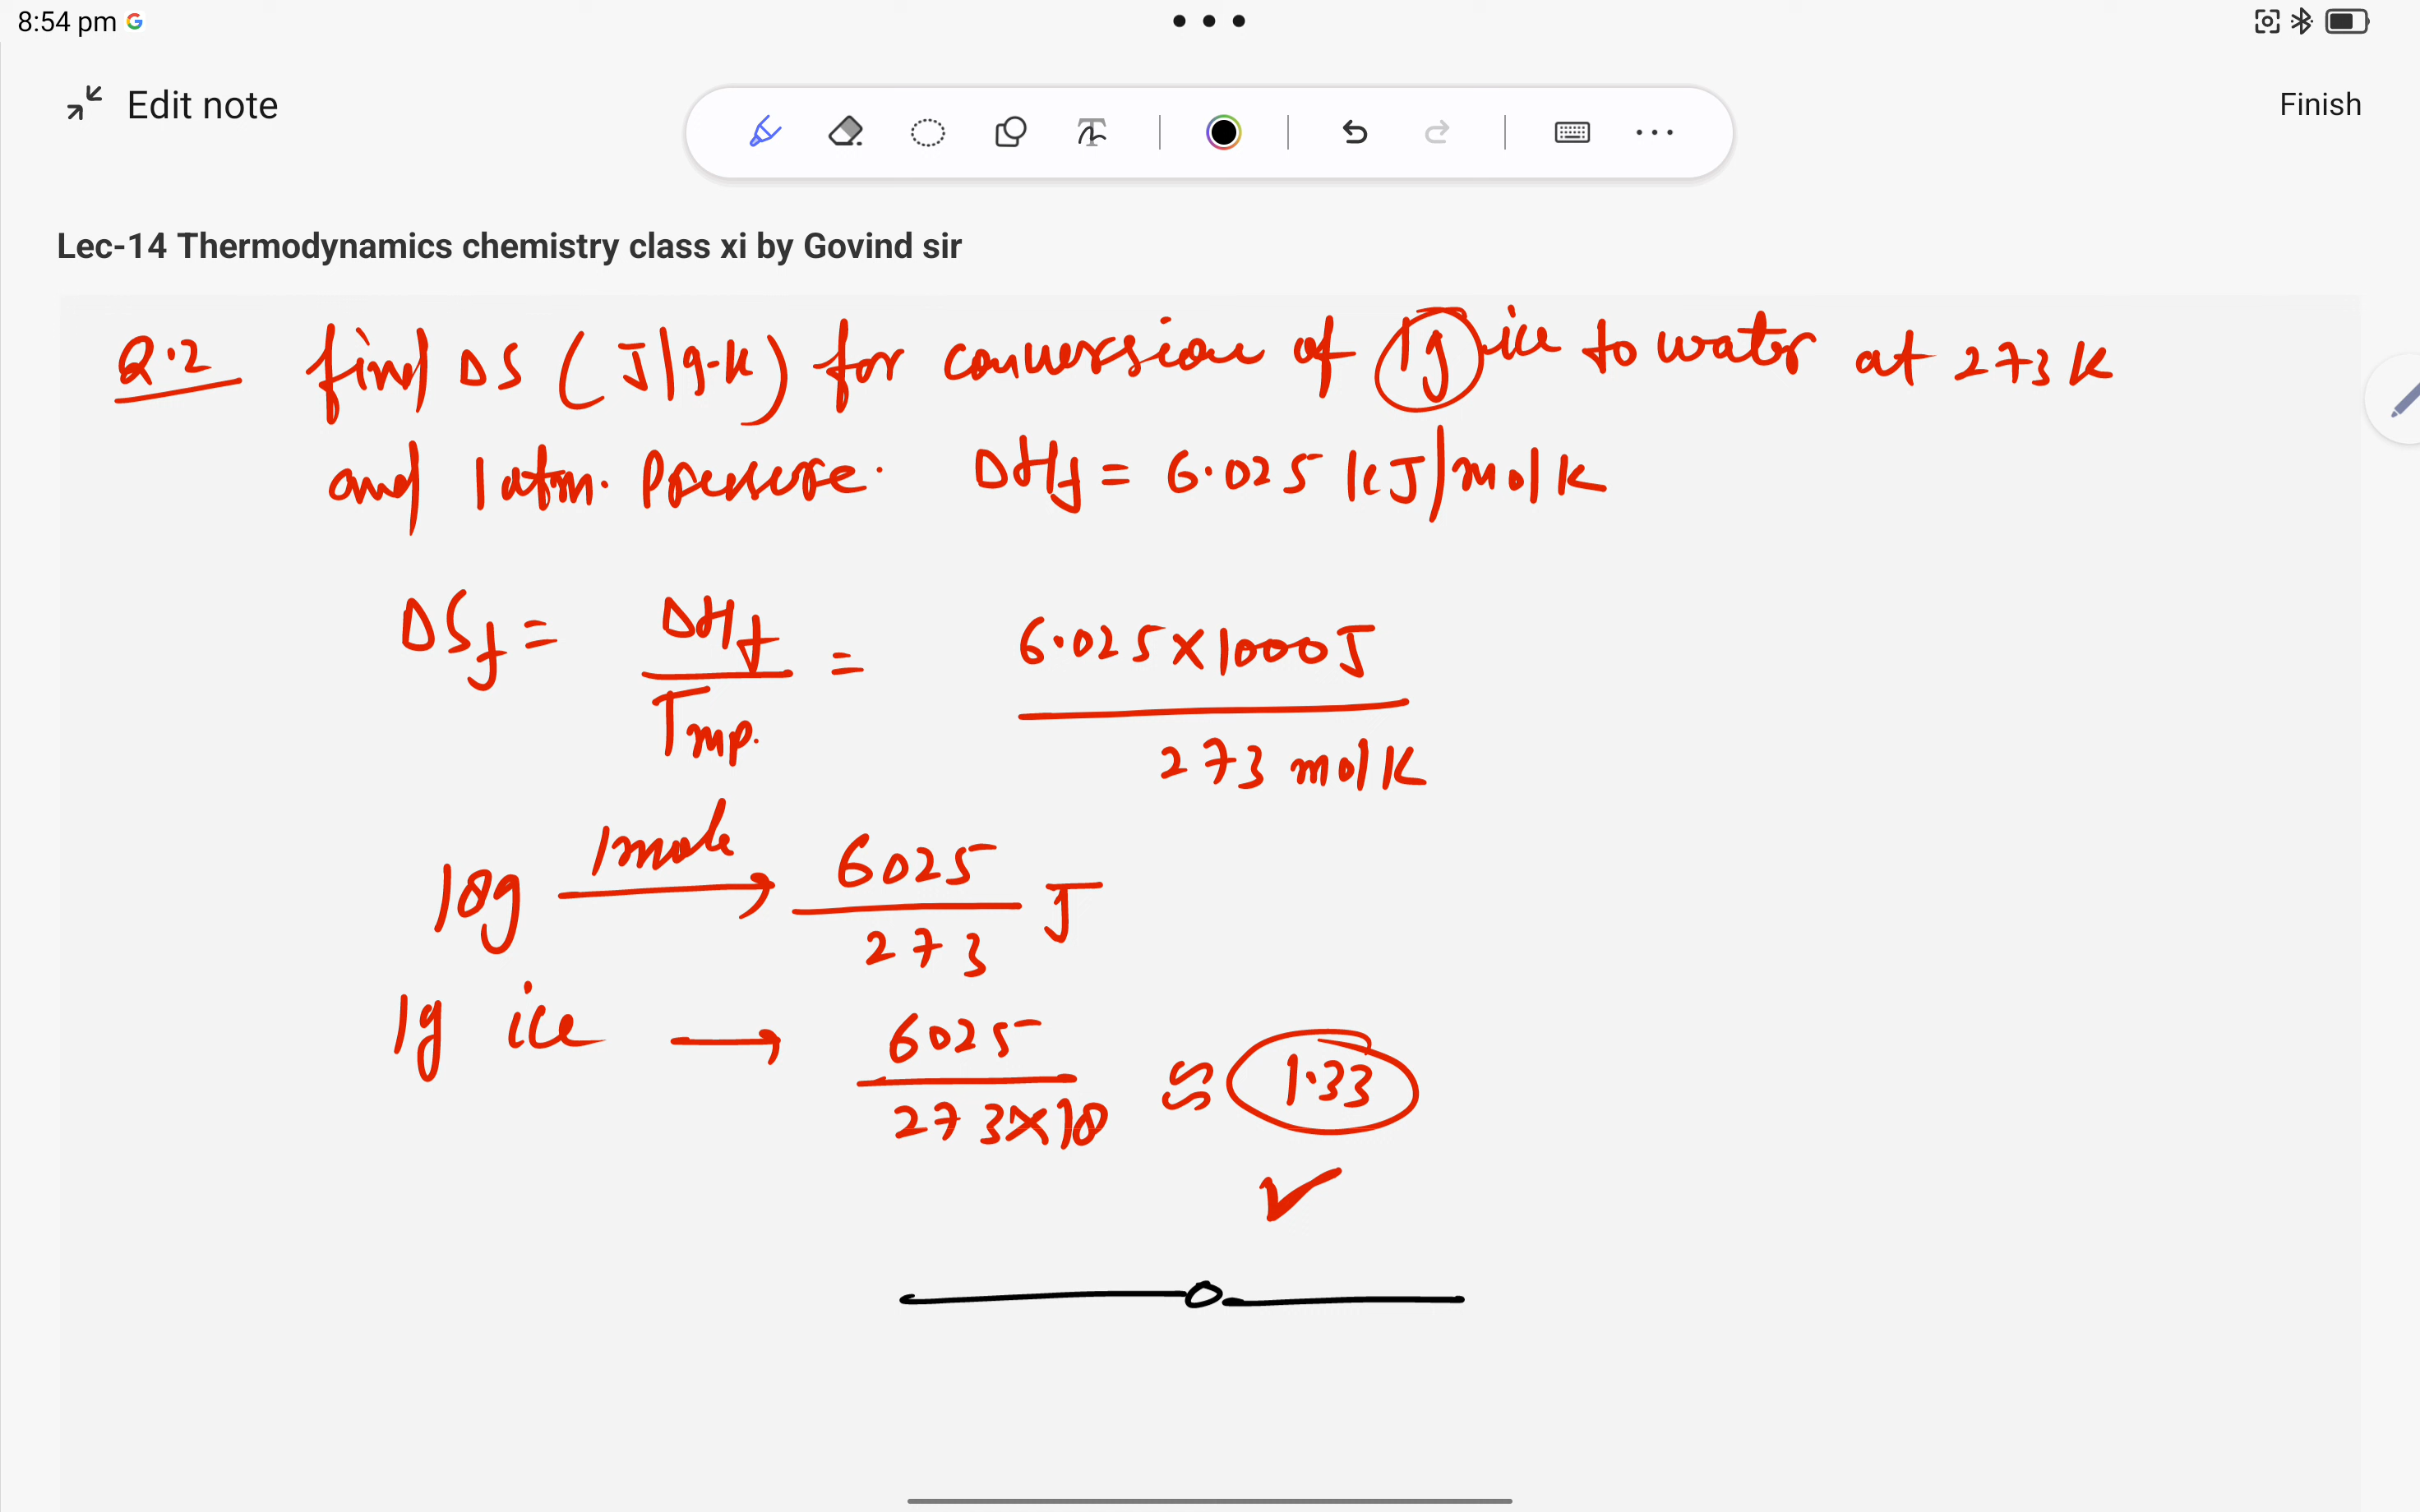 8:54 pm
Edit note
Finish
Lec-14 Thermodynamics chemistry class xi by Govind sir
Q.2 find ΔS (J/g-k) for conversion of 1g ice to water at 273 K
and 1 atm. Pressure. ΔHf = 6.025 kJ/mol K
ΔSf = ΔHf / Tmp. = 6.025×1000 J / 273 mol K
18g 1 mole → 6025 / 273 J
1g ice → 6025 / 273×18 ≈ 1.33